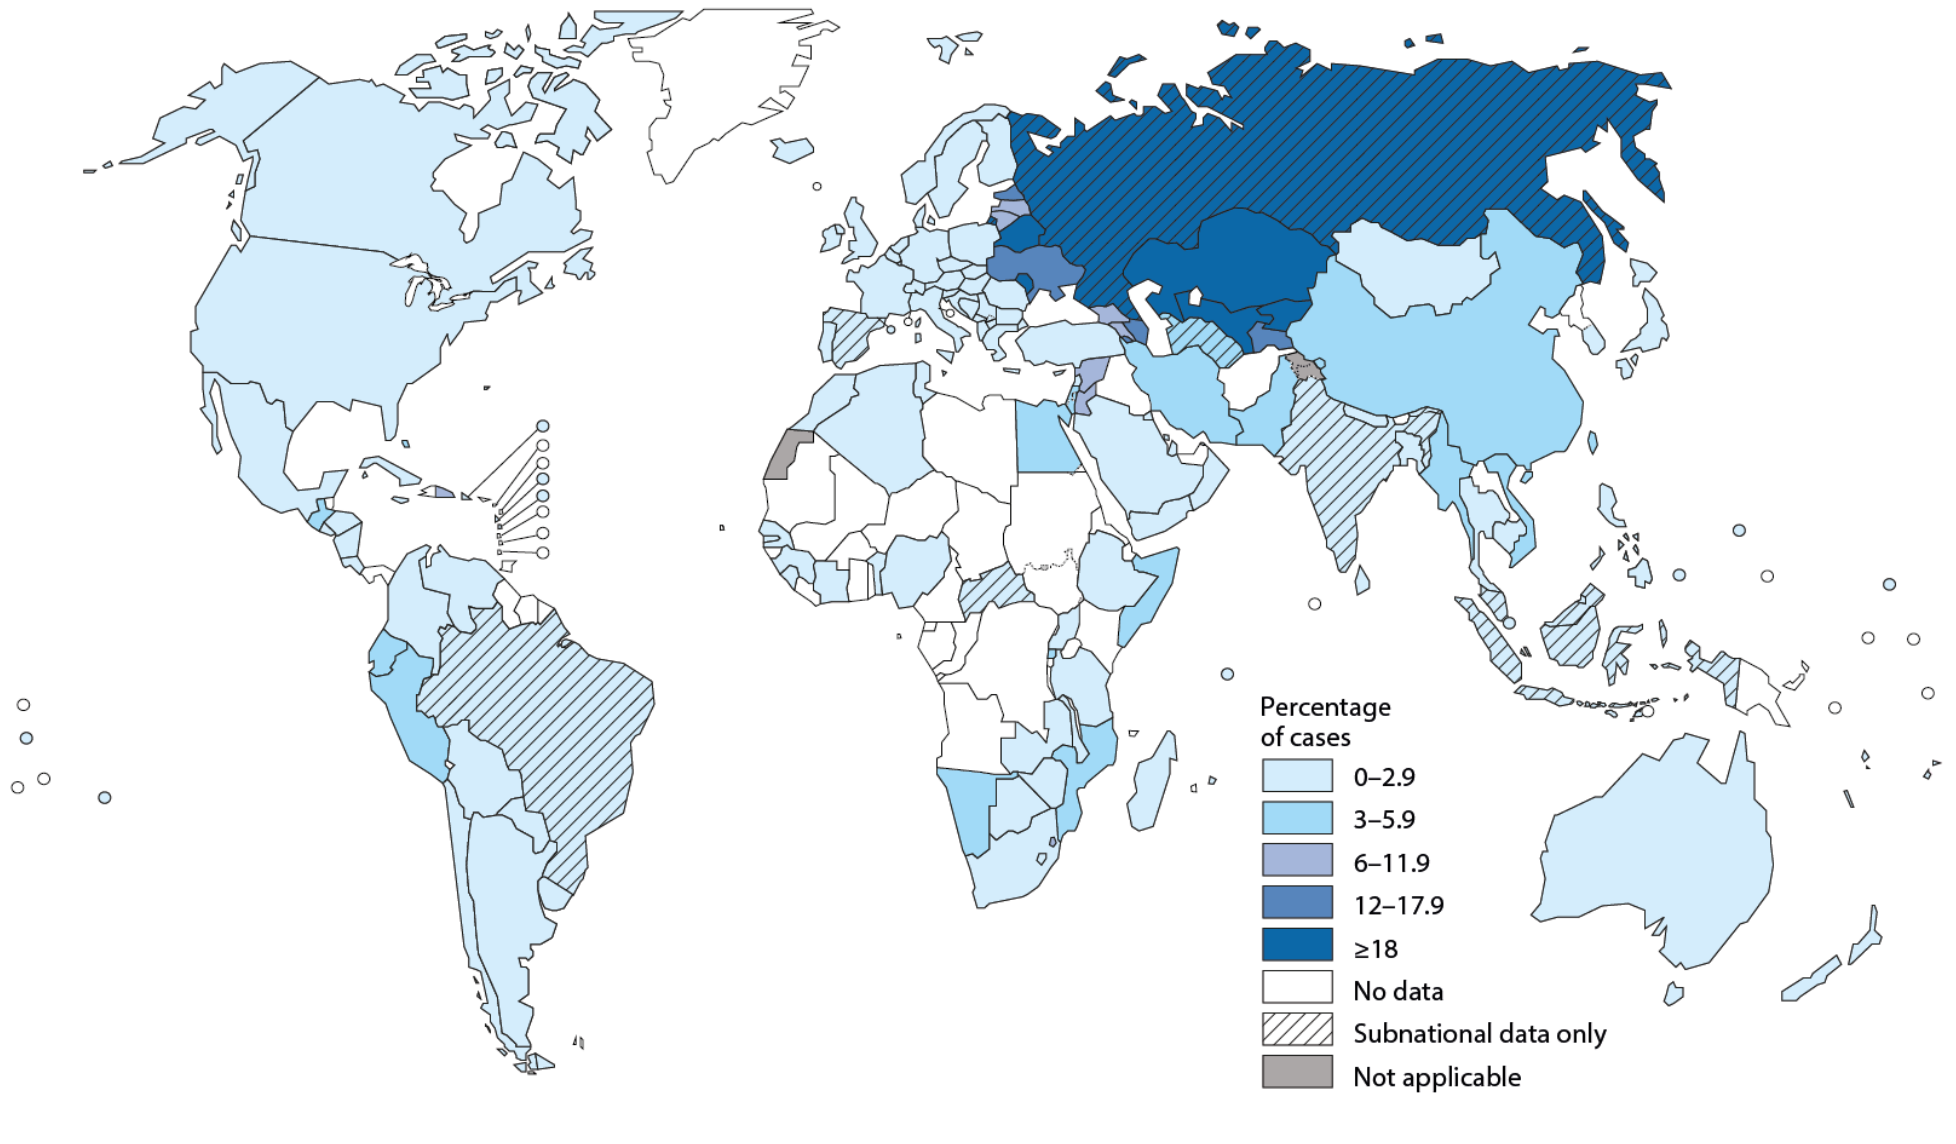 Percentage
of cases
0–2.9
3–5.9
6–11.9
12–17.9
≥18
No data
Subnational data only
Not applicable